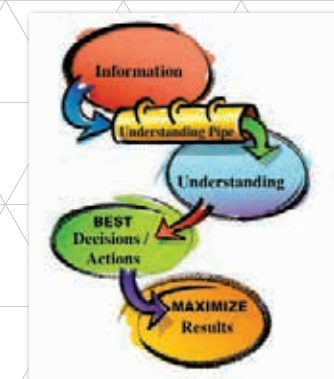 Information
Understanding Pipe
Understanding
BEST
Decisions /
Actions
MAXIMIZE
Results